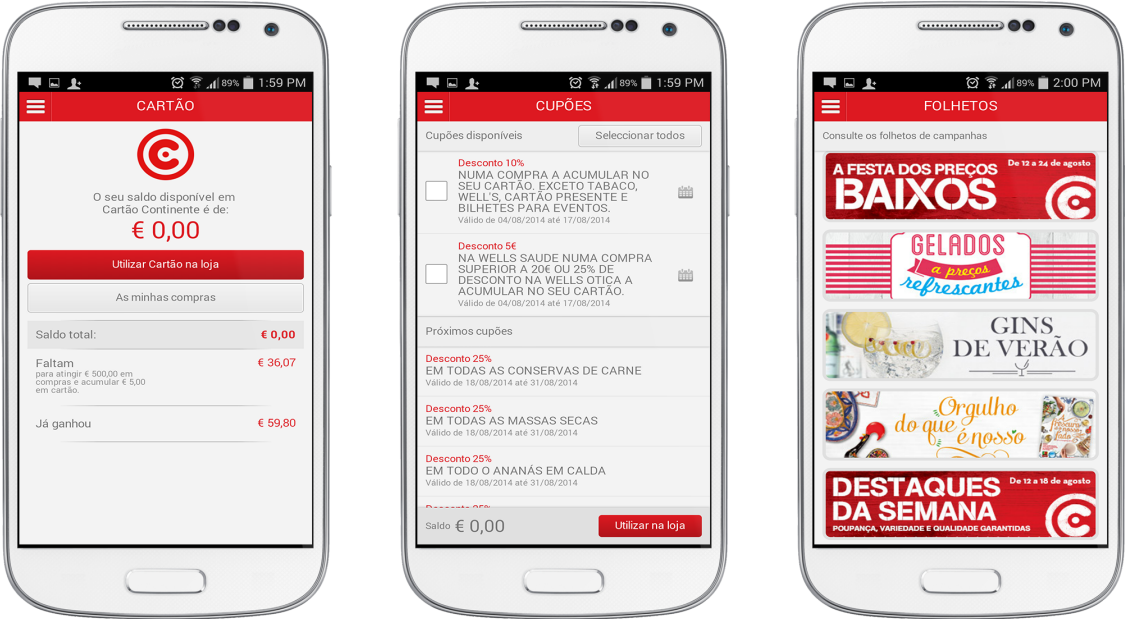 89% 1:59 PM
CARTÃO
O seu saldo disponível em
Cartão Continente é de:
€ 0,00
Utilizar Cartão na loja
As minhas compras
Saldo total: € 0,00
Faltam € 36,07
para atingir € 500,00 em
compras e acumular € 5,00
em cartão.
Já ganhou € 59,80
89% 1:59 PM
CUPÕES
Cupões disponíveis Seleccionar todos
Desconto 10%
NUMA COMPRA A ACUMULAR NO
SEU CARTÃO. EXCETO TABACO,
WELL'S, CARTÃO PRESENTE E
BILHETES PARA EVENTOS.
Válido de 04/08/2014 até 17/08/2014
Desconto 5€
NA WELLS SAUDE NUMA COMPRA
SUPERIOR A 20€ OU 25% DE
DESCONTO NA WELLS OTICA A
ACUMULAR NO SEU CARTÃO.
Válido de 04/08/2014 até 17/08/2014
Próximos cupões
Desconto 25%
EM TODAS AS CONSERVAS DE CARNE
Válido de 18/08/2014 até 31/08/2014
Desconto 25%
EM TODAS AS MASSAS SECAS
Válido de 18/08/2014 até 31/08/2014
Desconto 25%
EM TODO O ANANÁS EM CALDA
Válido de 18/08/2014 até 31/08/2014
Saldo € 0,00 Utilizar na loja
89% 2:00 PM
FOLHETOS
Consulte os folhetos de campanhas
De 12 a 24 de agosto
A FESTA DOS PREÇOS
BAIXOS
GELADOS
a preços
refrescantes
GINS
DE VERÃO
Orgulho
do que
é nosso
De 12 a 18 de agosto
DESTAQUES
DA SEMANA
POUPANÇA, VARIEDADE E QUALIDADE GARANTIDAS